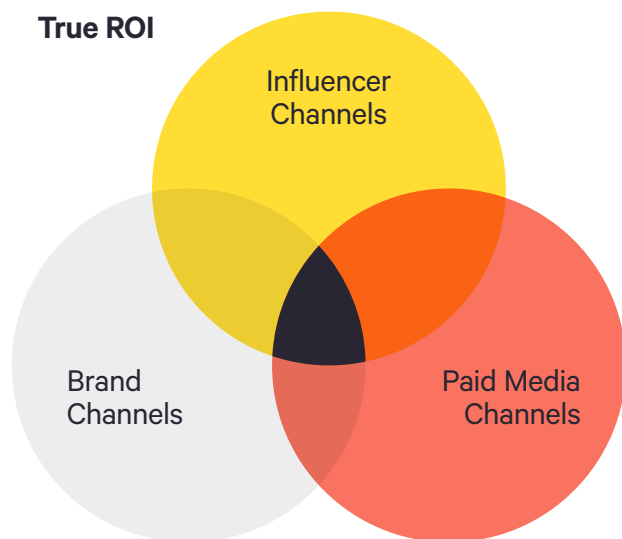 True ROI
Influencer
Channels
Brand
Channels
Paid Media
Channels